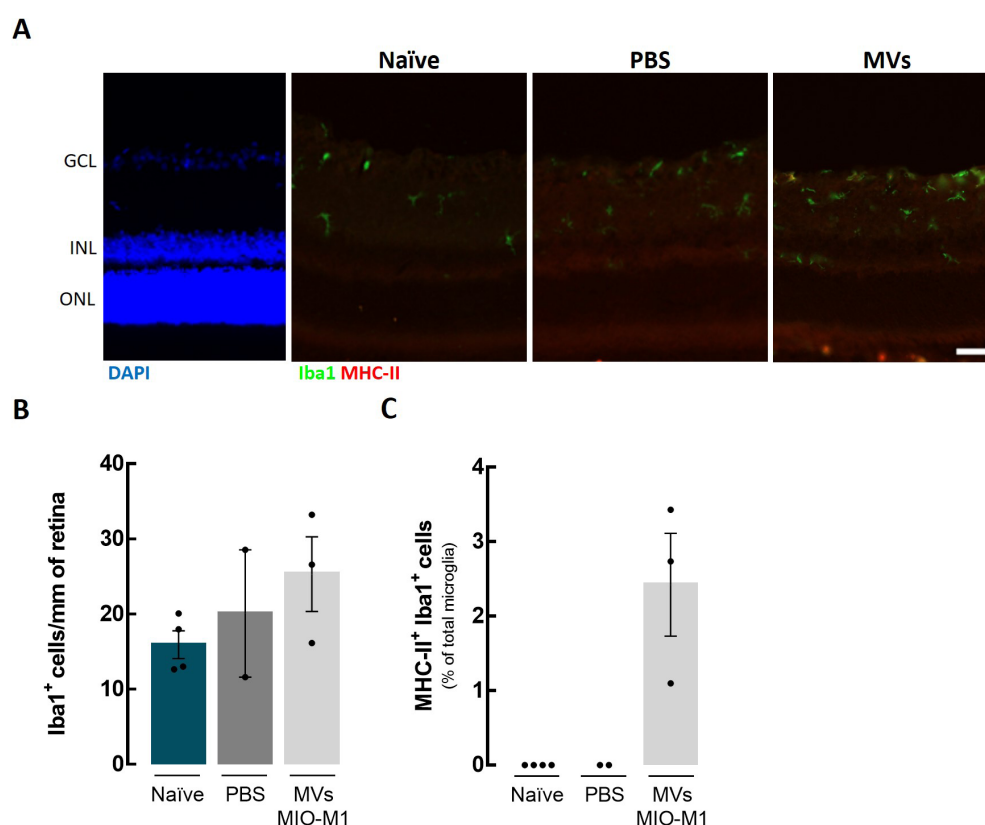 A
Naïve
PBS
MVs
GCL
INL
ONL
DAPI
Iba1 MHC-II
B
Iba1⁺ cells/mm of retina
40
30
20
10
0
Naïve
PBS
MVs
MIO-M1
C
MHC-II⁺ Iba1⁺ cells
(% of total microglia)
4
3
2
1
0
Naïve
PBS
MVs
MIO-M1